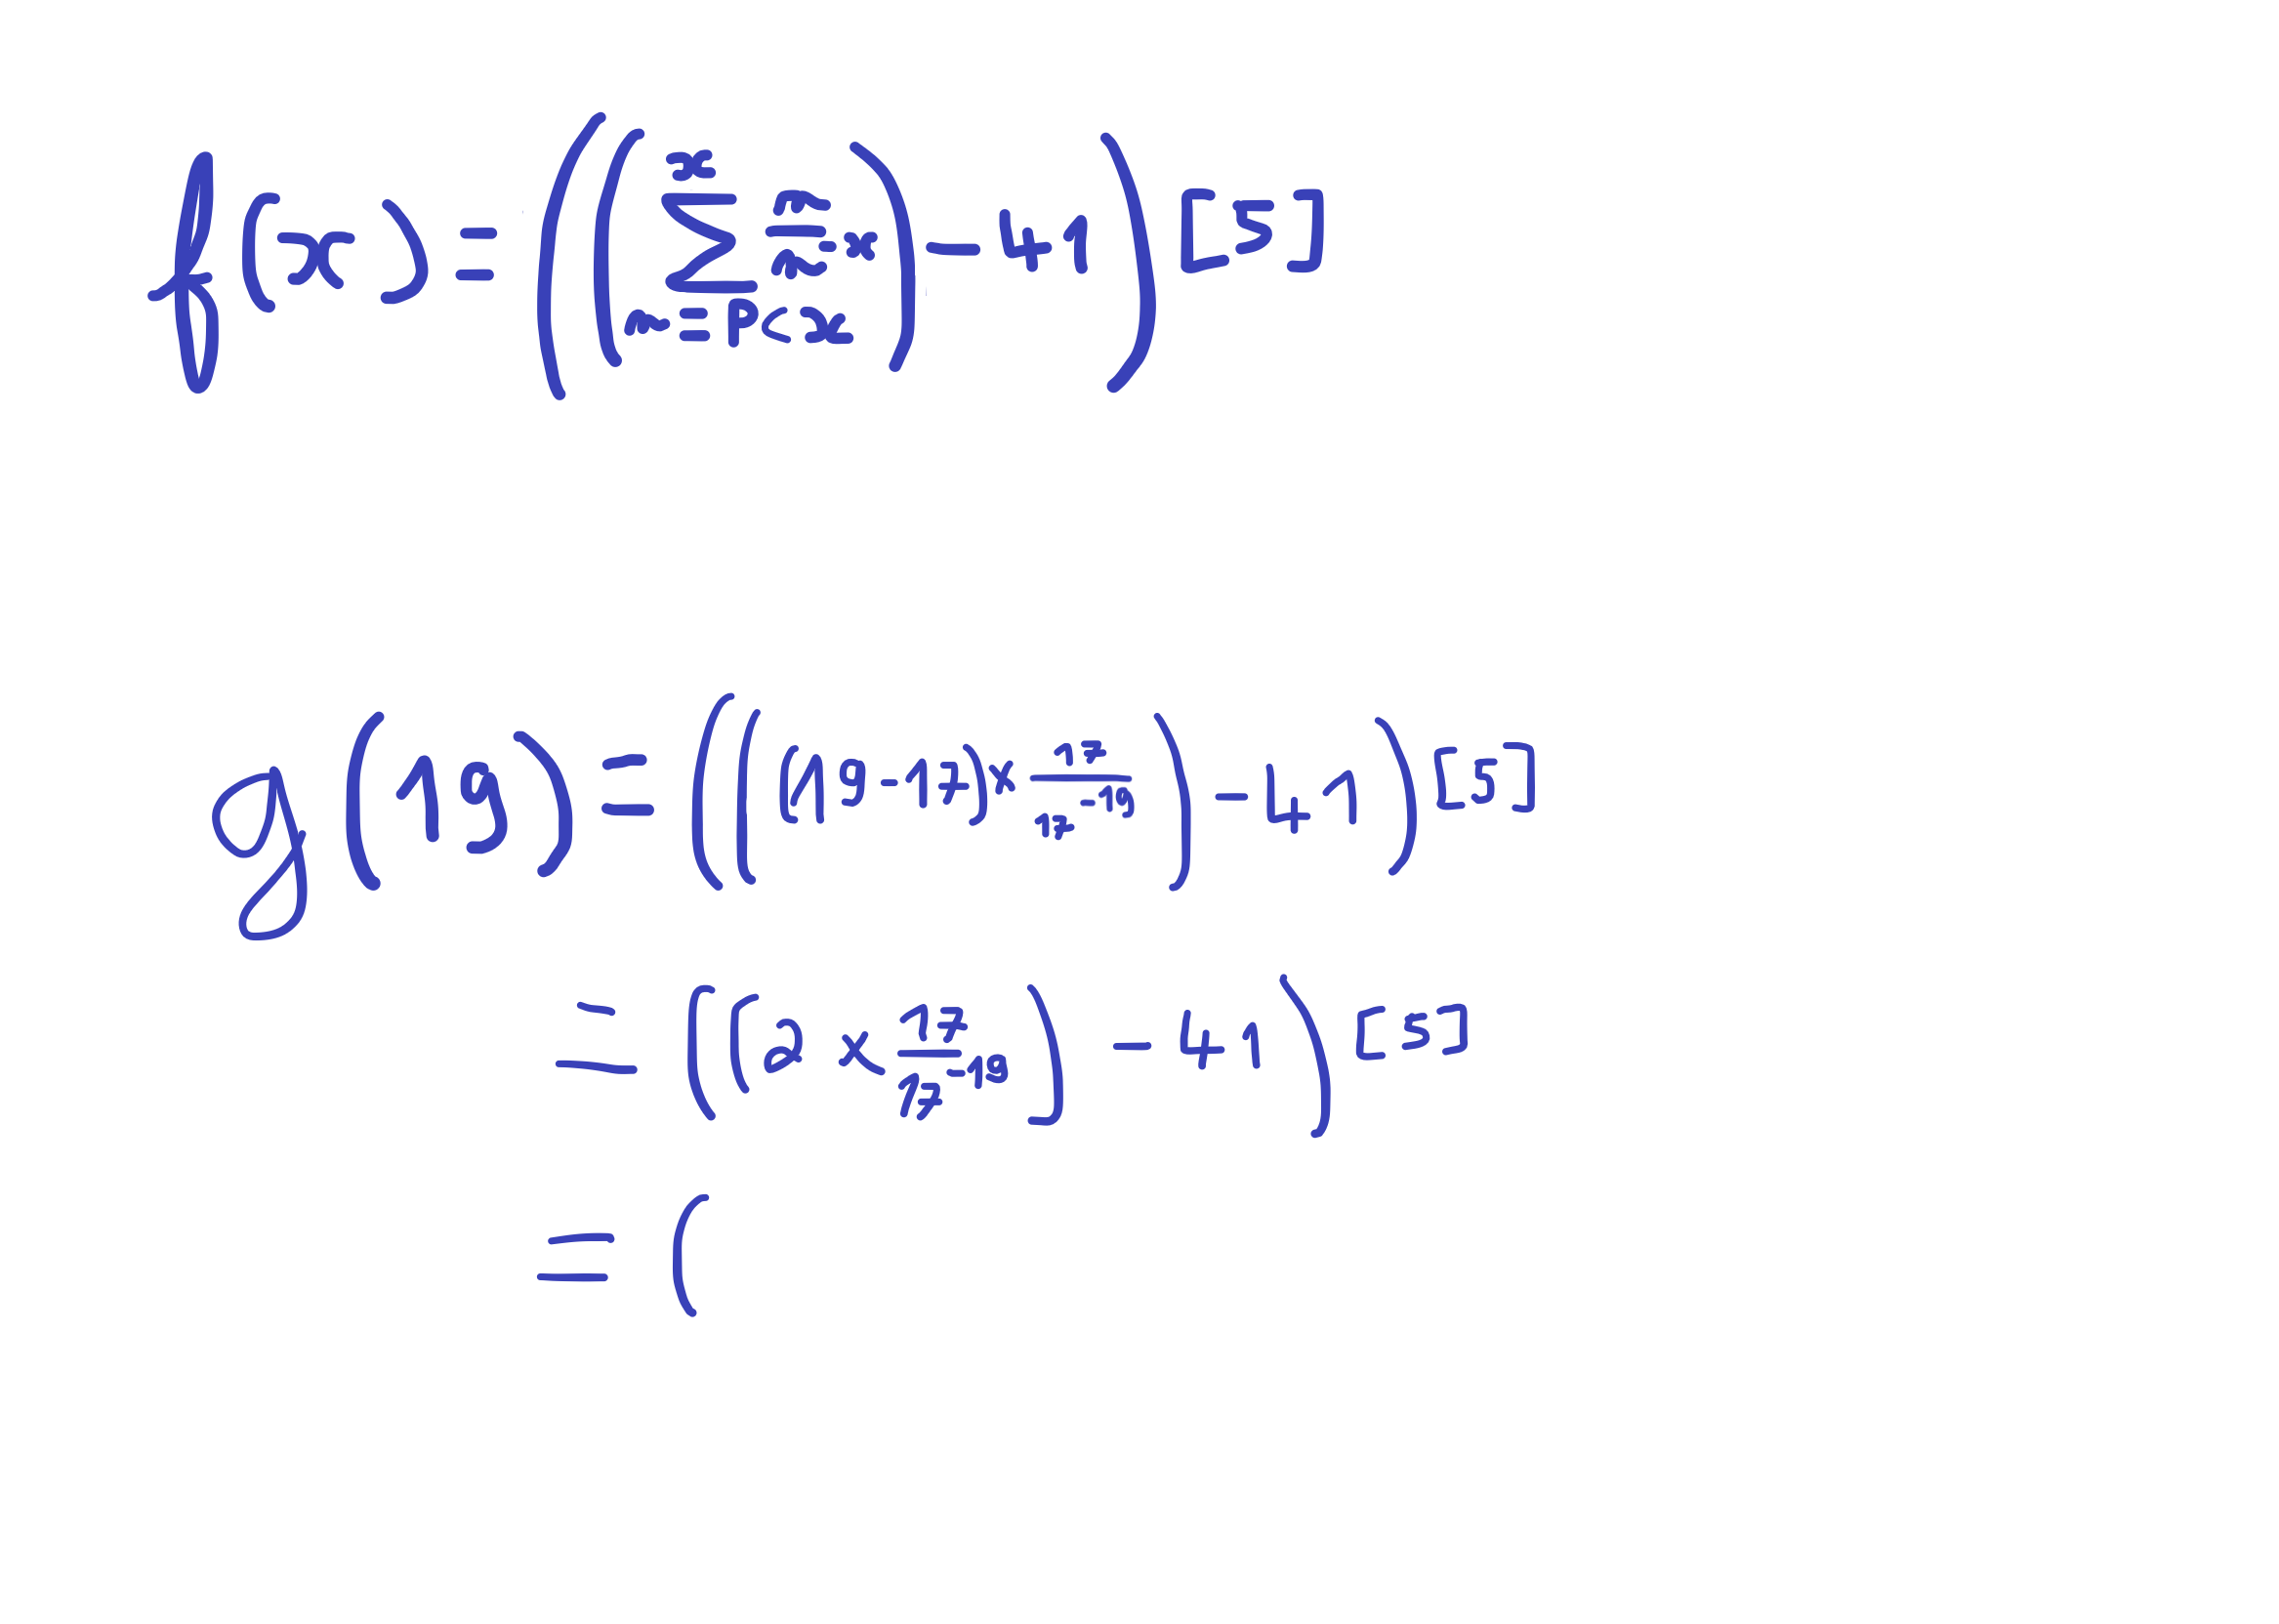 f(x) = ((∑_{n=p<x}^{x} n/n^{-x}) - 41) [5]
g(19) = (((19-17) × 17/17^{-19}) - 41) [5]
= ((2 × 17/17^{-19}) - 41) [5]
= (